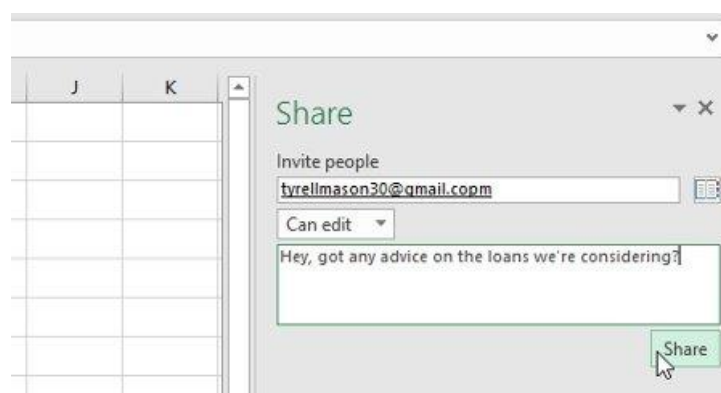 J K
Share
Invite people
tyrellmason30@gmail.copm
Can edit
Hey, got any advice on the loans we're considering?
Share